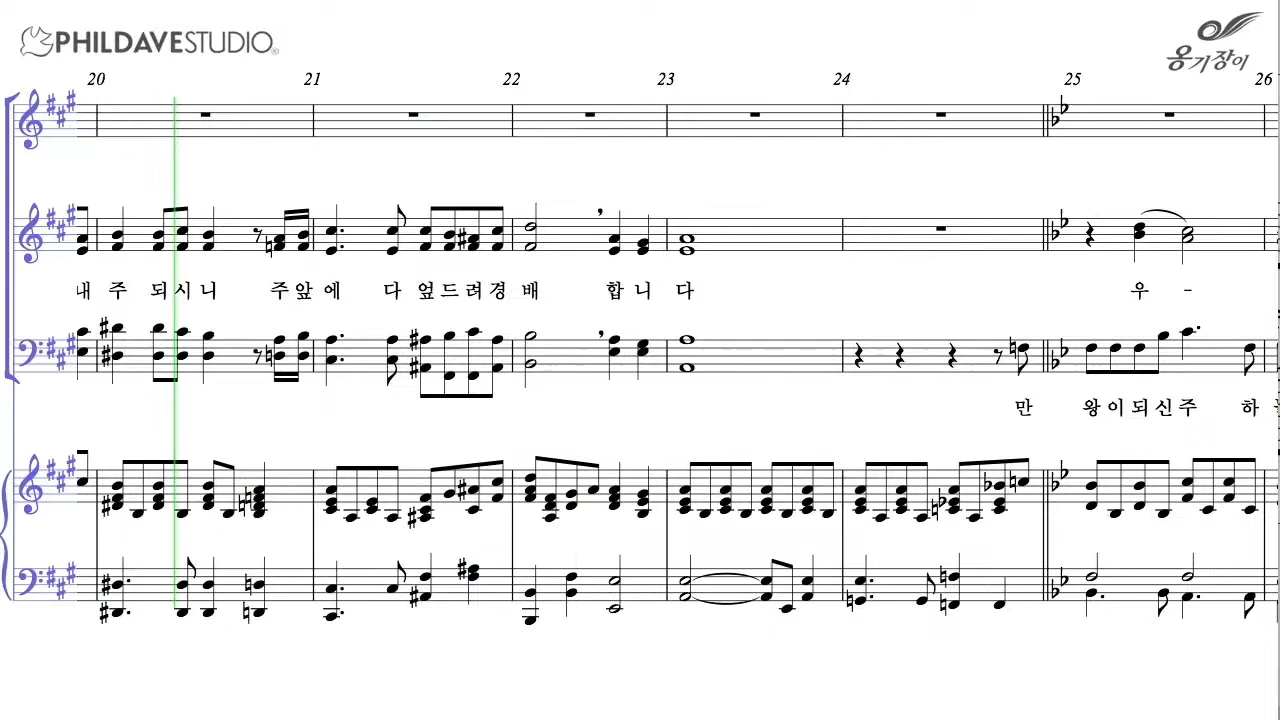 PHILDAVESTUDIO®
옹기장이
20 21 22 23 24 25 26
내 주 되 시 니 주 앞 에 다 엎 드 려 경 배 합 니 다 우 -
만 왕 이 되 신 주 하